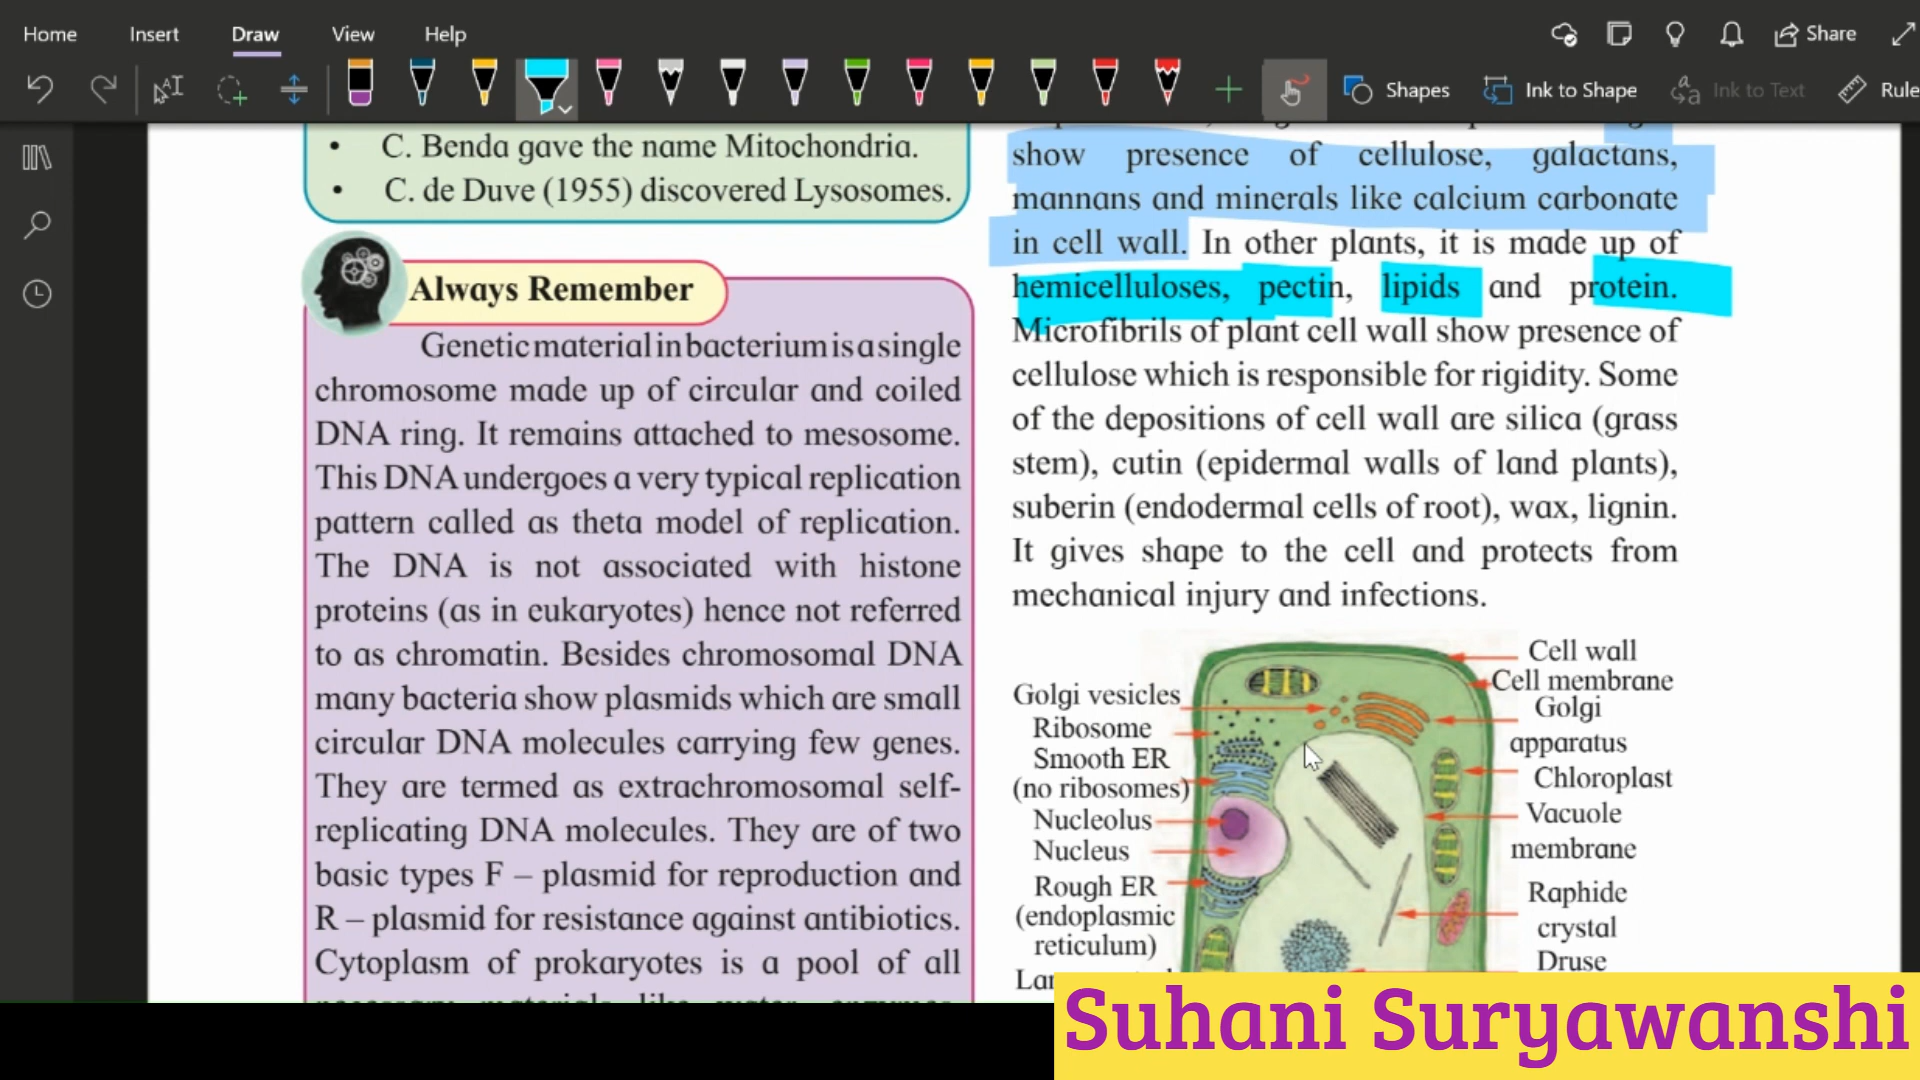 Home Insert Draw View Help
Share
Shapes Ink to Shape Ink to Text Rule
• C. Benda gave the name Mitochondria.
• C. de Duve (1955) discovered Lysosomes.
Always Remember
Genetic material in bacterium is a single
chromosome made up of circular and coiled
DNA ring. It remains attached to mesosome.
This DNA undergoes a very typical replication
pattern called as theta model of replication.
The DNA is not associated with histone
proteins (as in eukaryotes) hence not referred
to as chromatin. Besides chromosomal DNA
many bacteria show plasmids which are small
circular DNA molecules carrying few genes.
They are termed as extrachromosomal self-
replicating DNA molecules. They are of two
basic types F – plasmid for reproduction and
R – plasmid for resistance against antibiotics.
Cytoplasm of prokaryotes is a pool of all
show presence of cellulose, galactans,
mannans and minerals like calcium carbonate
in cell wall. In other plants, it is made up of
hemicelluloses, pectin, lipids and protein.
Microfibrils of plant cell wall show presence of
cellulose which is responsible for rigidity. Some
of the depositions of cell wall are silica (grass
stem), cutin (epidermal walls of land plants),
suberin (endodermal cells of root), wax, lignin.
It gives shape to the cell and protects from
mechanical injury and infections.
Golgi vesicles
Ribosome
Smooth ER
(no ribosomes)
Nucleolus
Nucleus
Rough ER
(endoplasmic
reticulum)
Cell wall
Cell membrane
Golgi
apparatus
Chloroplast
Vacuole
membrane
Raphide
crystal
Druse
Suhani Suryawanshi